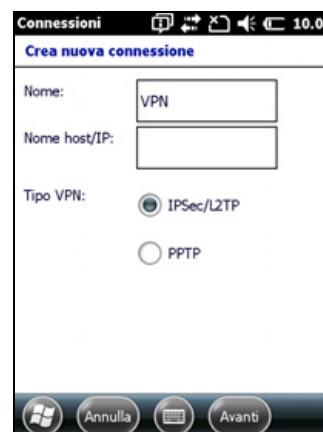 Connessioni 10.0
Crea nuova connessione
Nome: VPN
Nome host/IP:
Tipo VPN: IPSec/L2TP
PPTP
Annulla Avanti